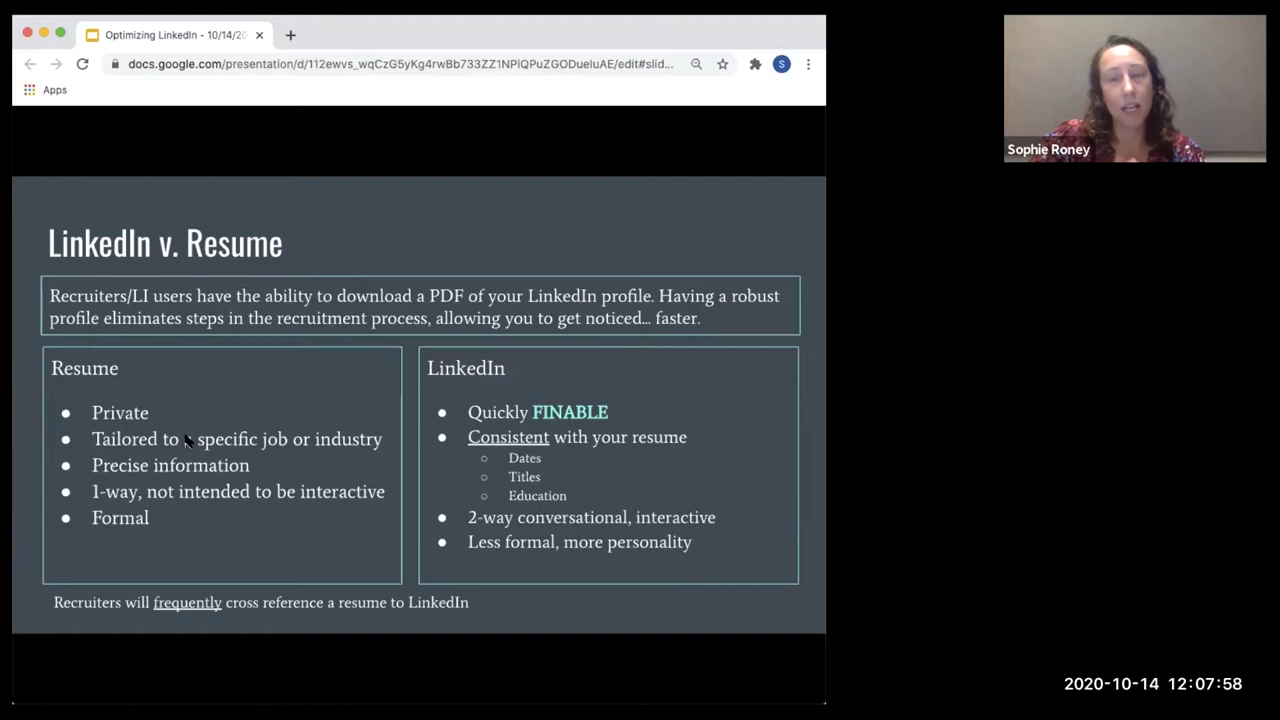 Optimizing LinkedIn - 10/14/20
docs.google.com/presentation/d/112ewvs_wqCzG5yKg4rwBb733ZZ1NPiQPuZGODueluAE/edit#slid...
S
Apps
Sophie Roney
LinkedIn v. Resume
Recruiters/LI users have the ability to download a PDF of your LinkedIn profile. Having a robust
profile eliminates steps in the recruitment process, allowing you to get noticed... faster.
Resume
Private
Tailored to specific job or industry
Precise information
1-way, not intended to be interactive
Formal
LinkedIn
Quickly FINABLE
Consistent with your resume
Dates
Titles
Education
2-way conversational, interactive
Less formal, more personality
Recruiters will frequently cross reference a resume to LinkedIn
2020-10-14 12:07:58